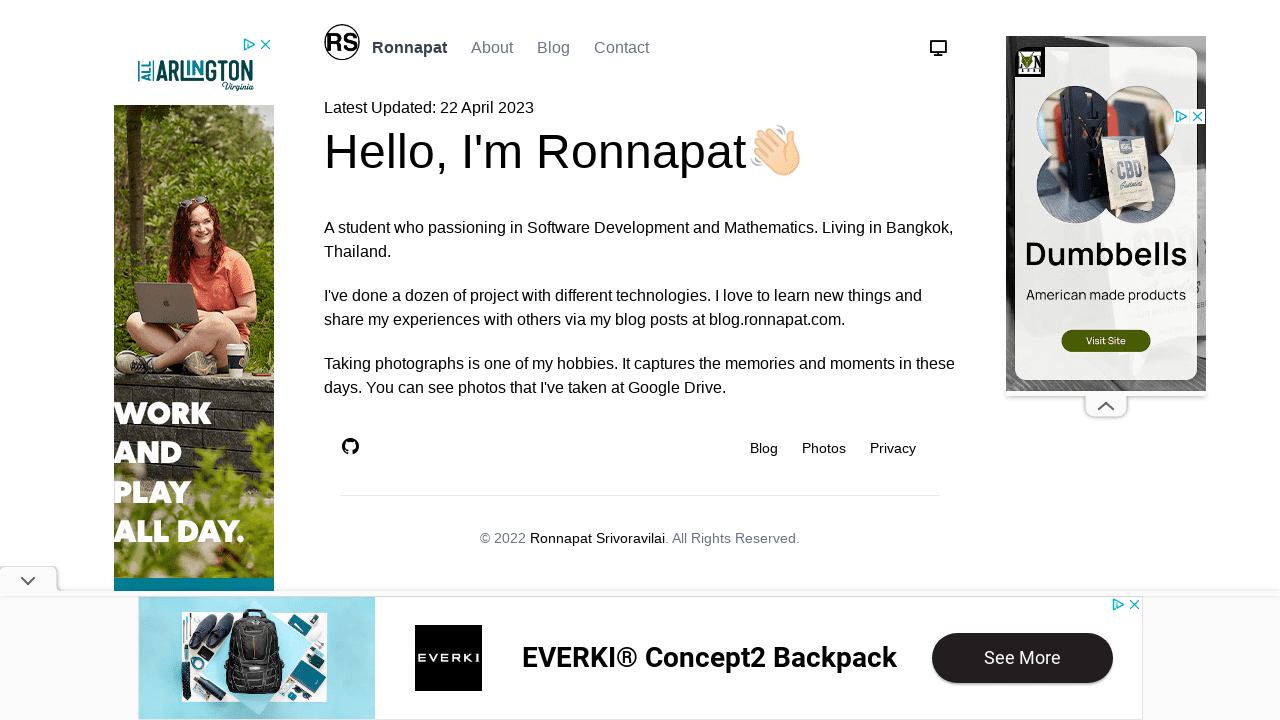 RS Ronnapat About Blog Contact
Latest Updated: 22 April 2023
Hello, I'm Ronnapat👋🏻
A student who passioning in Software Development and Mathematics. Living in Bangkok,
Thailand.
I've done a dozen of project with different technologies. I love to learn new things and
share my experiences with others via my blog posts at blog.ronnapat.com.
Taking photographs is one of my hobbies. It captures the memories and moments in these
days. You can see photos that I've taken at Google Drive.
Blog Photos Privacy
© 2022 Ronnapat Srivoravilai. All Rights Reserved.
ALL ARLINGTON
Virginia
WORK
AND
PLAY
ALL DAY.
CBD
Gummies
Dumbbells
American made products
Visit Site
EVERKI
EVERKI® Concept2 Backpack
See More